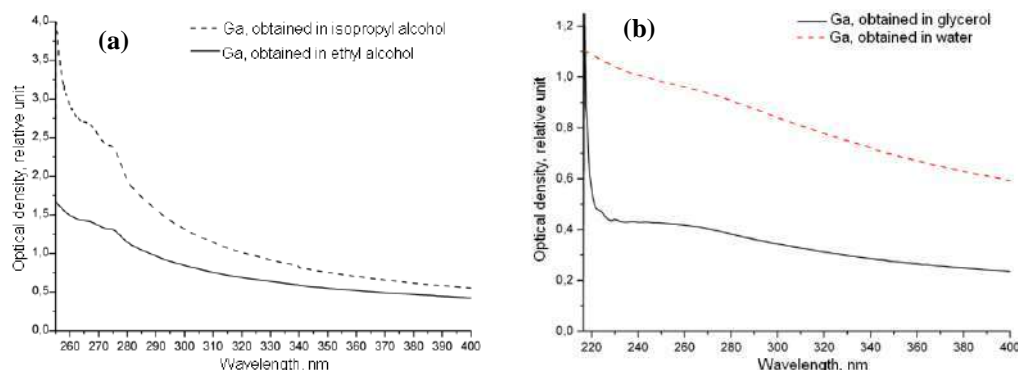 (a)
Ga, obtained in isopropyl alcohol
Ga, obtained in ethyl alcohol
Optical density, relative unit
4,0
3,5
3,0
2,5
2,0
1,5
1,0
0,5
0,0
260 270 280 290 300 310 320 330 340 350 360 370 380 390 400
Wavelength, nm
(b)
Ga, obtained in glycerol
Ga, obtained in water
Optical density, relative unit
1,2
1,0
0,8
0,6
0,4
0,2
0,0
220 240 260 280 300 320 340 360 380 400
Wavelength, nm